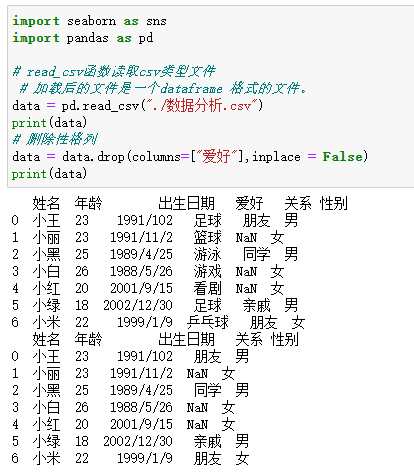 import seaborn as sns
import pandas as pd
# read_csv函数读取csv类型文件
# 加载后的文件是一个dataframe 格式的文件。
data = pd.read_csv("./数据分析.csv")
print(data)
# 删除性格列
data = data.drop(columns=["爱好"],inplace = False)
print(data)
姓名 年龄 出生日期 爱好 关系 性别
0 小王 23 1991/102 足球 朋友 男
1 小丽 23 1991/11/2 篮球 NaN 女
2 小黑 25 1989/4/25 游泳 同学 男
3 小白 26 1988/5/26 游戏 NaN 女
4 小红 20 2001/9/15 看剧 NaN 女
5 小绿 18 2002/12/30 足球 亲戚 男
6 小米 22 1999/1/9 乒乓球 朋友 女
姓名 年龄 出生日期 关系 性别
0 小王 23 1991/102 朋友 男
1 小丽 23 1991/11/2 NaN 女
2 小黑 25 1989/4/25 同学 男
3 小白 26 1988/5/26 NaN 女
4 小红 20 2001/9/15 NaN 女
5 小绿 18 2002/12/30 亲戚 男
6 小米 22 1999/1/9 朋友 女